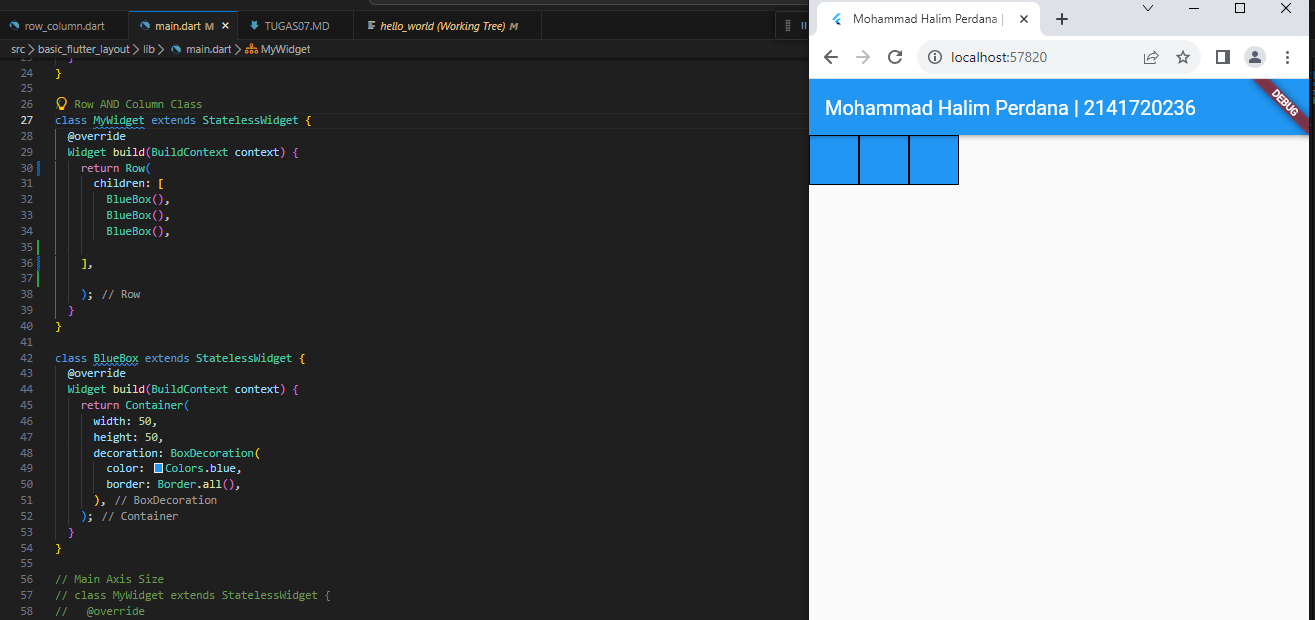 row_column.dart
main.dart M
TUGAS07.MD
hello_world (Working Tree) M
src > basic_flutter_layout > lib > main.dart > MyWidget
24 }
25
26 Row AND Column Class
27 class MyWidget extends StatelessWidget {
28 @override
29 Widget build(BuildContext context) {
30 return Row(
31 children: [
32 BlueBox(),
33 BlueBox(),
34 BlueBox(),
35
36 ],
37
38 ); // Row
39 }
40 }
41
42 class BlueBox extends StatelessWidget {
43 @override
44 Widget build(BuildContext context) {
45 return Container(
46 width: 50,
47 height: 50,
48 decoration: BoxDecoration(
49 color: Colors.blue,
50 border: Border.all(),
51 ), // BoxDecoration
52 ); // Container
53 }
54 }
55
56 // Main Axis Size
57 // class MyWidget extends StatelessWidget {
58 // @override
Mohammad Halim Perdana |
localhost:57820
Mohammad Halim Perdana | 2141720236
DEBUG